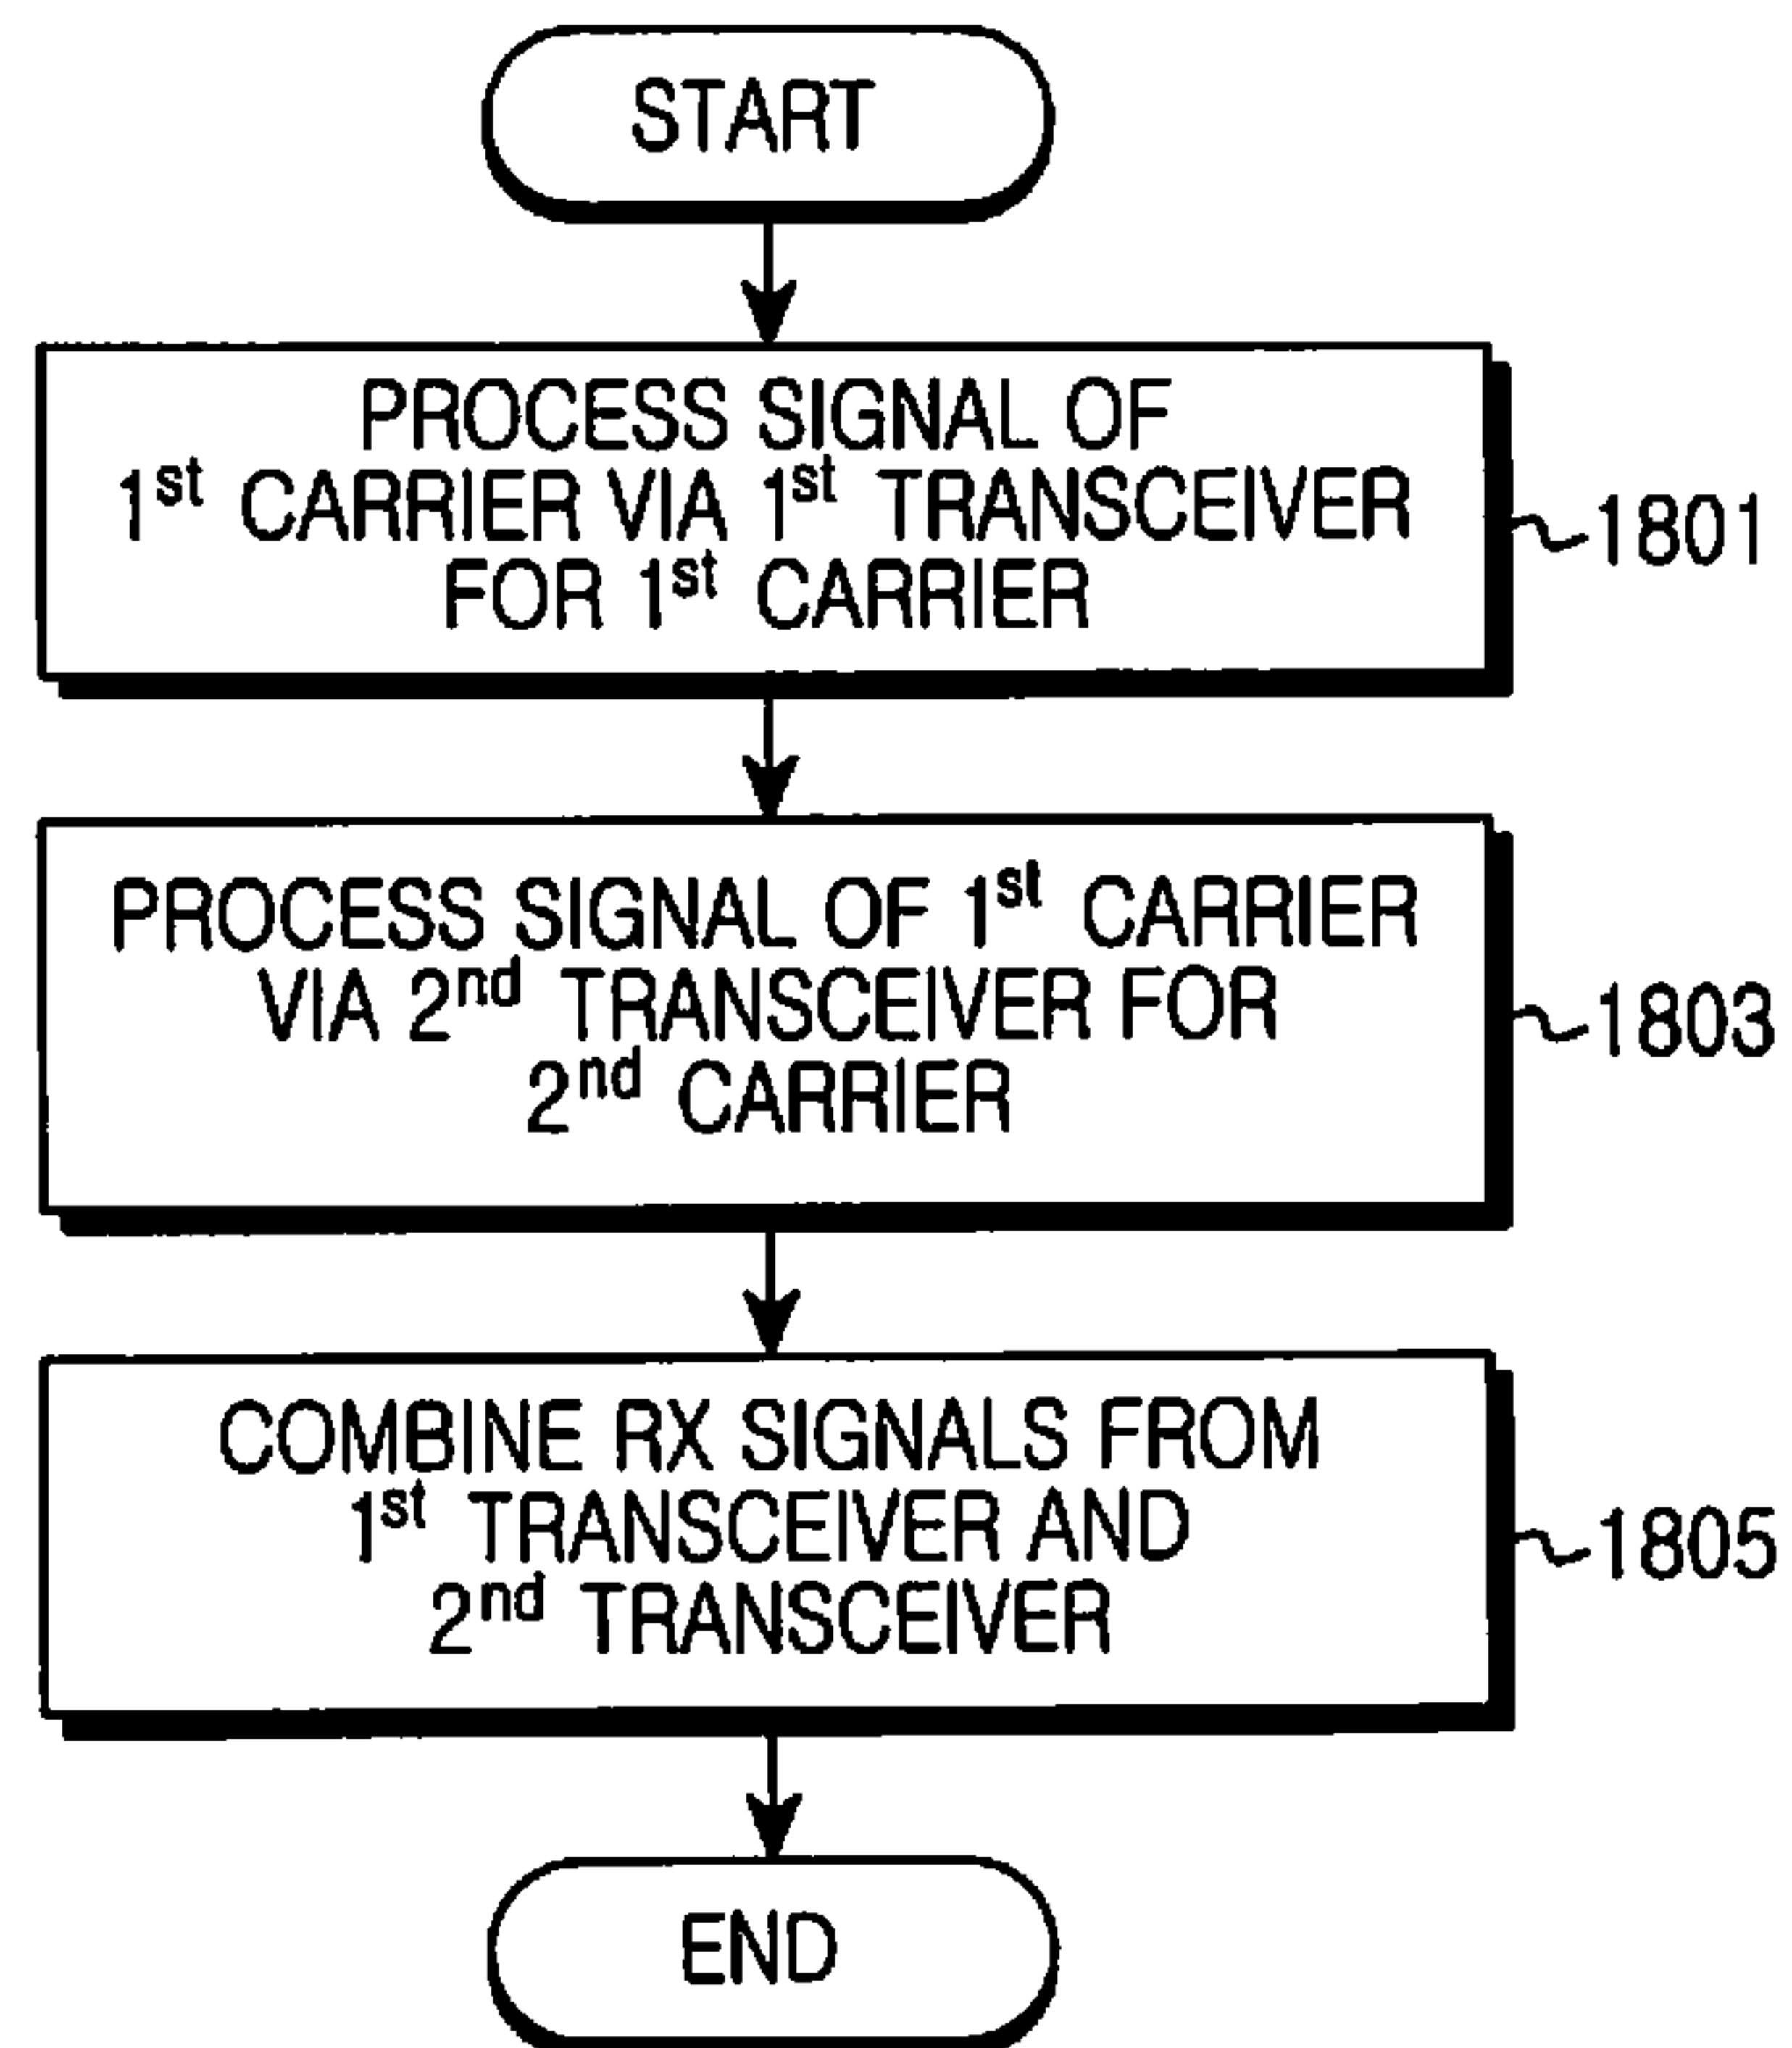 START
PROCESS SIGNAL OF
1st CARRIER VIA 1st TRANSCEIVER
FOR 1st CARRIER
1801
PROCESS SIGNAL OF 1st CARRIER
VIA 2nd TRANSCEIVER FOR
2nd CARRIER
1803
COMBINE RX SIGNALS FROM
1st TRANSCEIVER AND
2nd TRANSCEIVER
1805
END